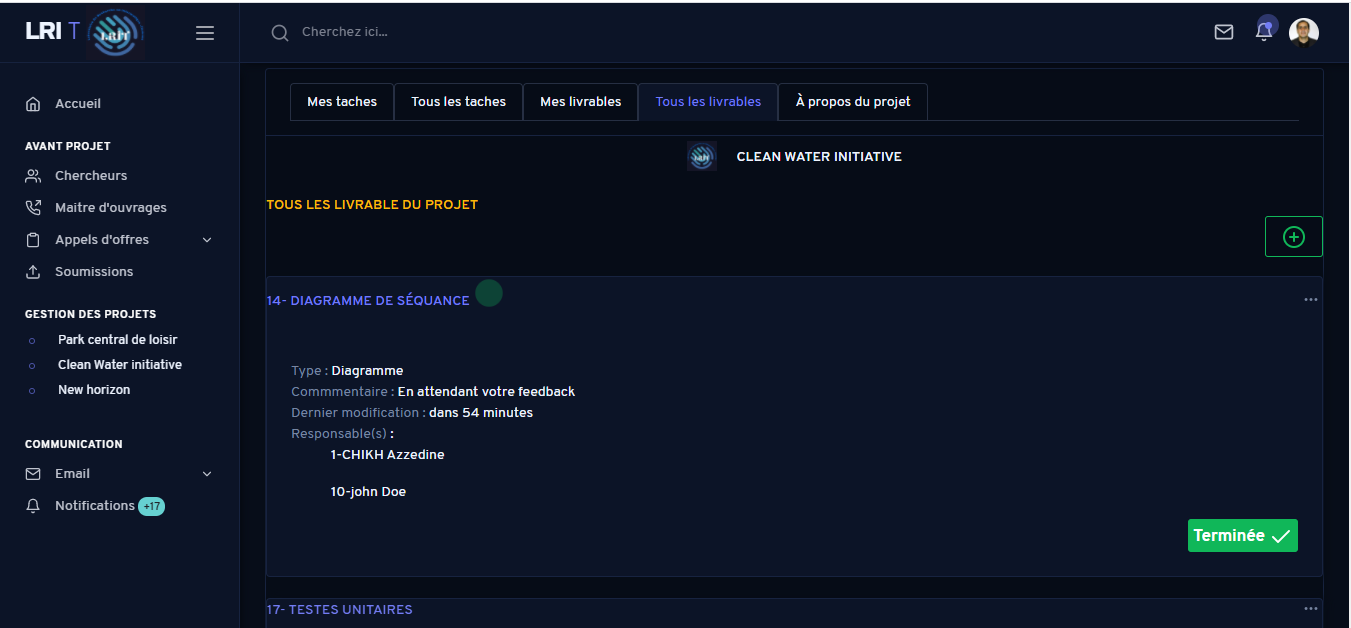 LRI T
LRIT
Cherchez ici...
Accueil
AVANT PROJET
Chercheurs
Maitre d'ouvrages
Appels d'offres
Soumissions
GESTION DES PROJETS
Park central de loisir
Clean Water initiative
New horizon
COMMUNICATION
Email
Notifications +17
Mes taches
Tous les taches
Mes livrables
Tous les livrables
À propos du projet
CLEAN WATER INITIATIVE
TOUS LES LIVRABLE DU PROJET
14- DIAGRAMME DE SÉQUANCE
Type : Diagramme
Commmentaire : En attendant votre feedback
Dernier modification : dans 54 minutes
Responsable(s) :
1-CHIKH Azzedine
10-john Doe
Terminée
17- TESTES UNITAIRES